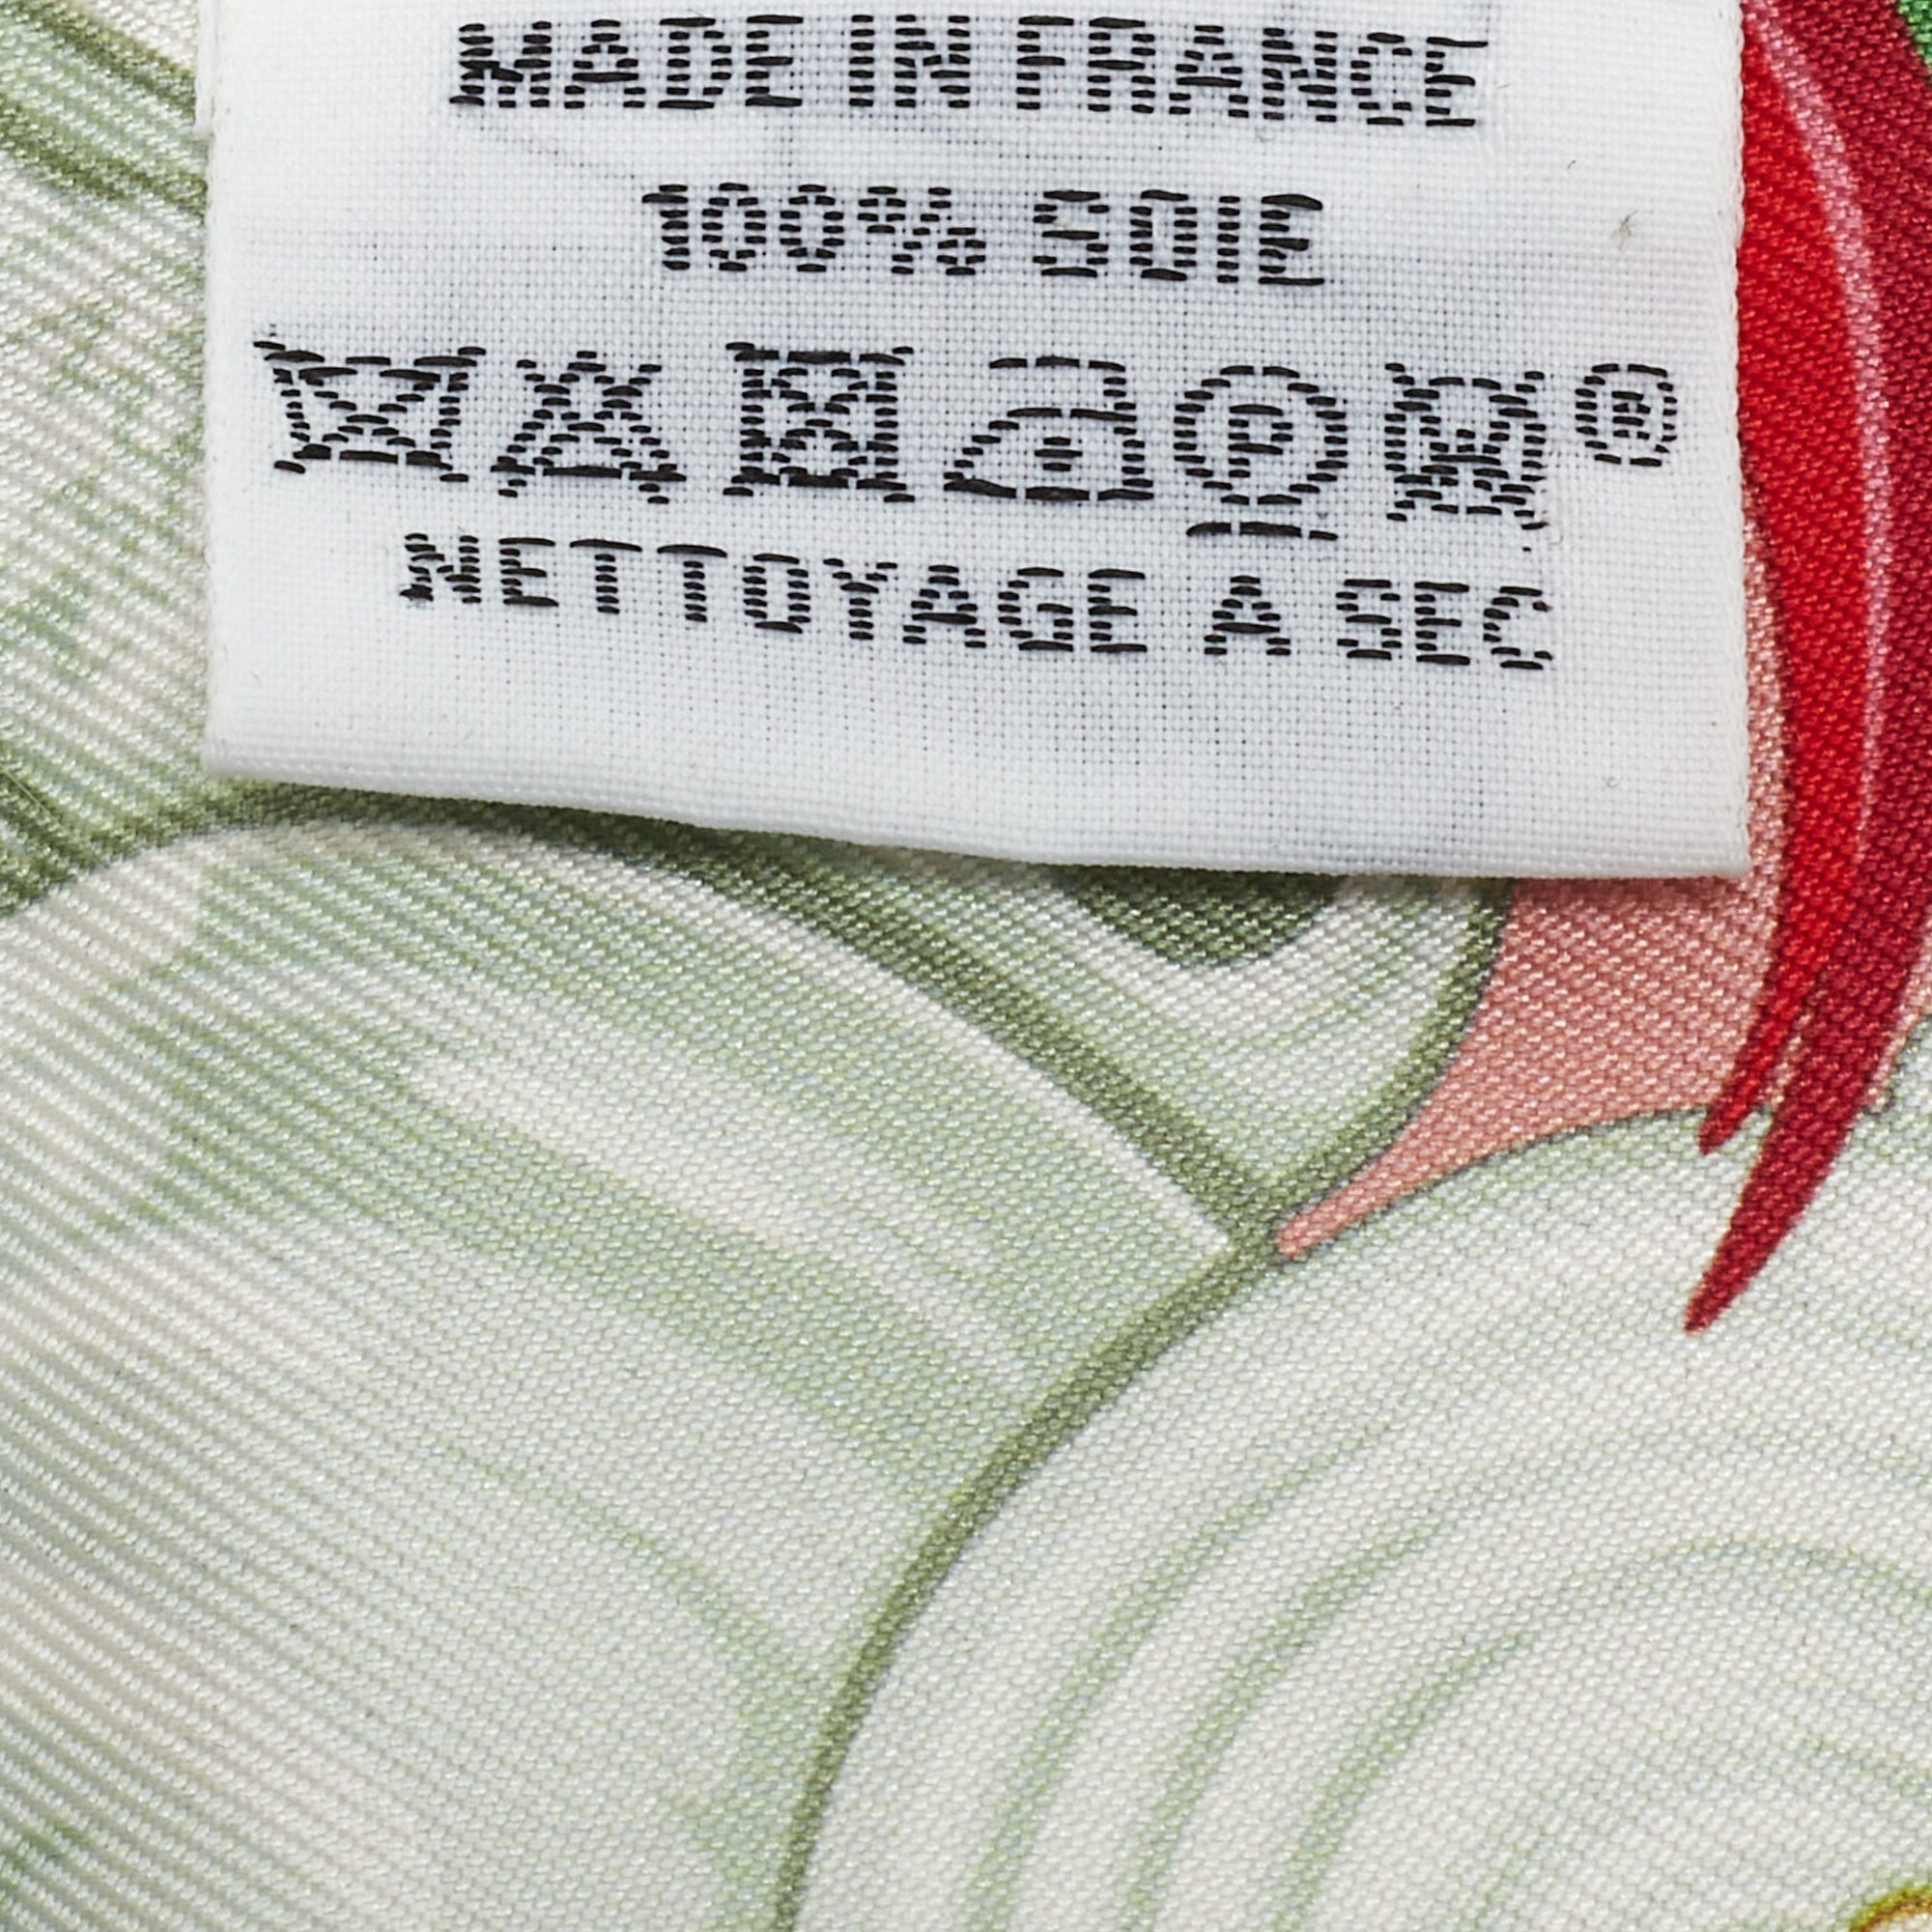 MADE IN FRANCE
100% SOIE
P ®
NETTOYAGE A SEC